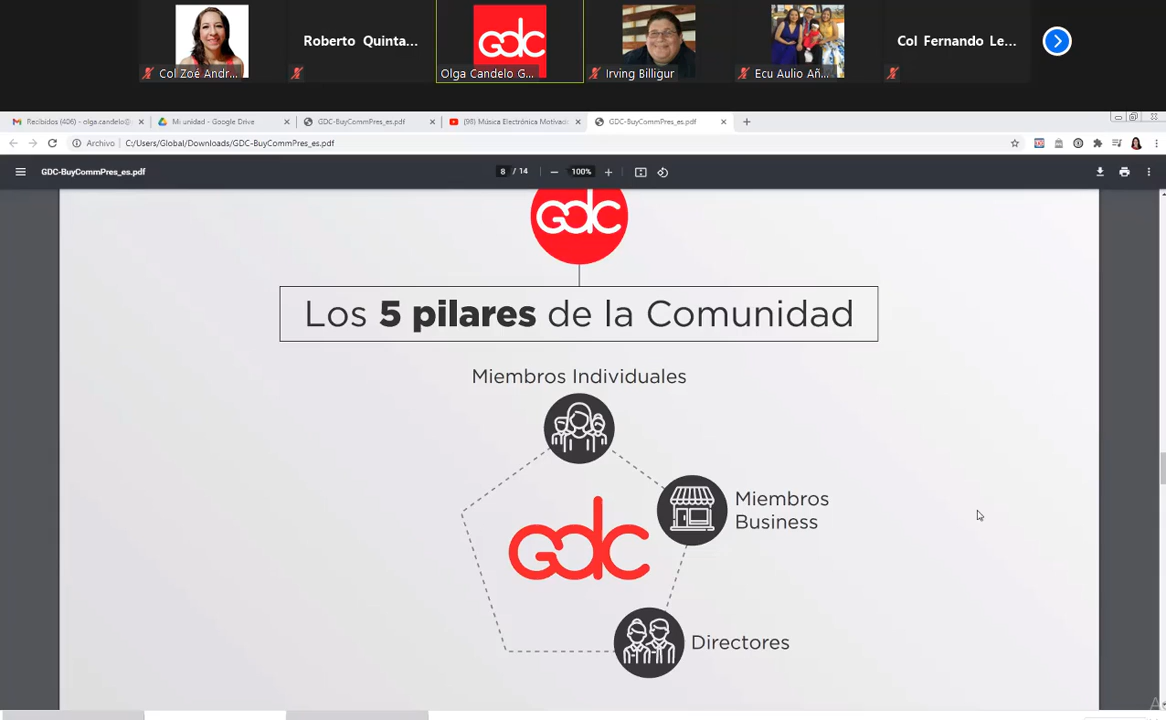 Roberto Quinta...
GDC
Col Fernando Le...
Col Zoé Andr...
Olga Candelo G...
Irving Billigur
Ecu Aulio Añ...
Recibidos (406) - olga.candelo@
Mi unidad - Google Drive
GDC-BuyCommPres_es.pdf
(98) Música Electrónica Motivaci
GDC-BuyCommPres_es.pdf
Archivo
C:/Users/Global/Downloads/GDC-BuyCommPres_es.pdf
GDC-BuyCommPres_es.pdf
8 / 14
100%
GDC
Los 5 pilares de la Comunidad
Miembros Individuales
Miembros
Business
GDC
Directores